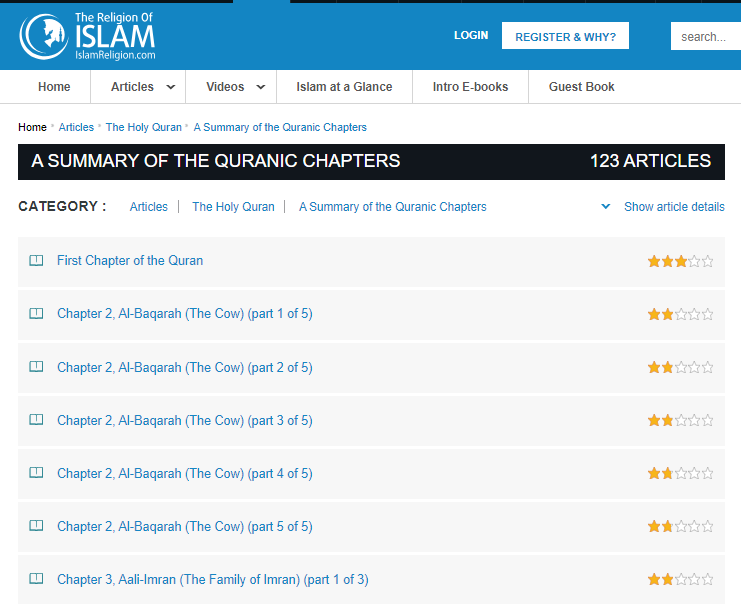 The Religion Of
ISLAM
IslamReligion.com
LOGIN
REGISTER & WHY?
search...
Home
Articles
Videos
Islam at a Glance
Intro E-books
Guest Book
Home * Articles * The Holy Quran * A Summary of the Quranic Chapters
A SUMMARY OF THE QURANIC CHAPTERS 123 ARTICLES
CATEGORY : Articles | The Holy Quran | A Summary of the Quranic Chapters Show article details
First Chapter of the Quran
Chapter 2, Al-Baqarah (The Cow) (part 1 of 5)
Chapter 2, Al-Baqarah (The Cow) (part 2 of 5)
Chapter 2, Al-Baqarah (The Cow) (part 3 of 5)
Chapter 2, Al-Baqarah (The Cow) (part 4 of 5)
Chapter 2, Al-Baqarah (The Cow) (part 5 of 5)
Chapter 3, Aali-Imran (The Family of Imran) (part 1 of 3)